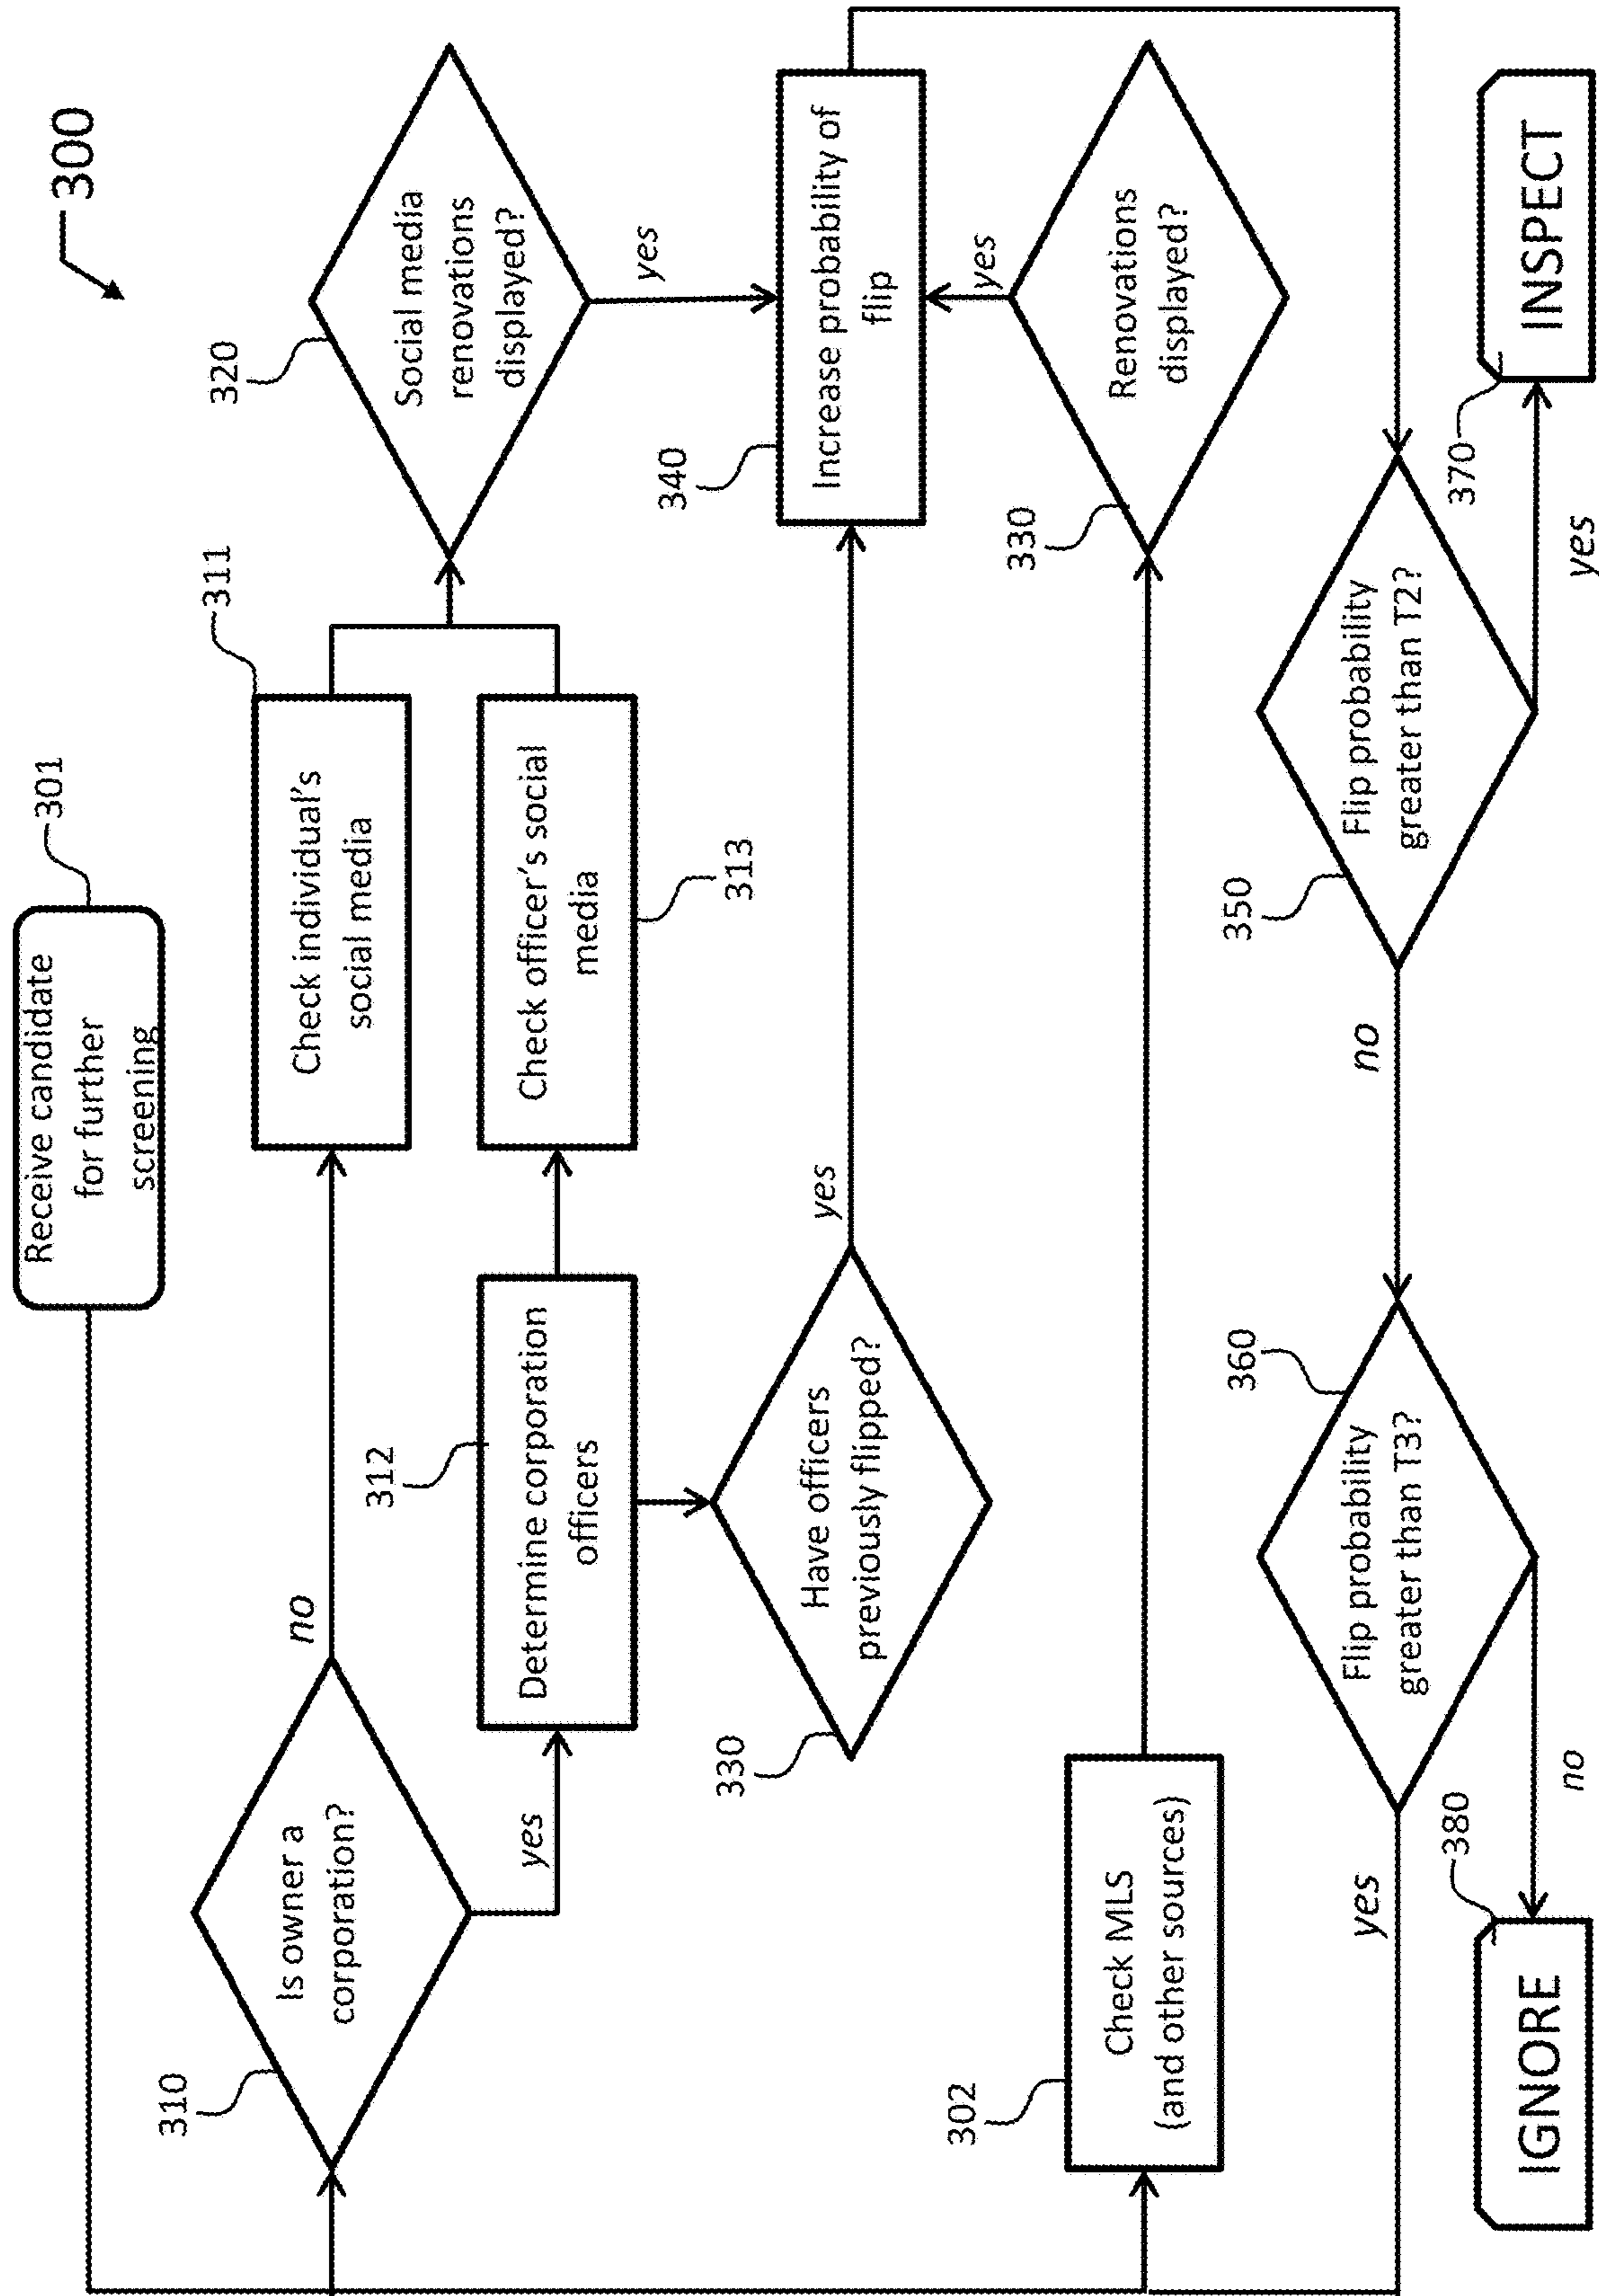 300
Receive candidate
for further
screening
301
310
Is owner a
corporation?
no
yes
Check individual's
social media
311
312
Determine corporation
officers
Check officer's social
media
313
320
Social media
renovations
displayed?
yes
330
Have officers
previously flipped?
yes
340
Increase probability of
flip
302
Check MLS
(and other sources)
330
Renovations
displayed?
yes
360
Flip probability
greater than T3?
yes
no
350
Flip probability
greater than T2?
no
yes
380
IGNORE
370
INSPECT